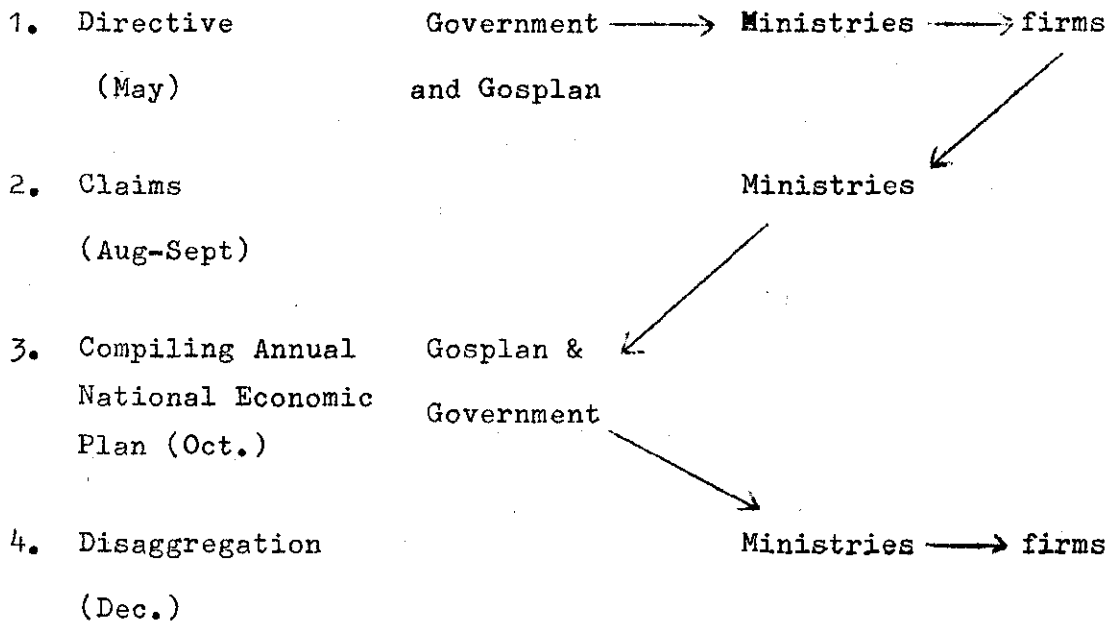 1. Directive Government Ministries firms
(May) and Gosplan
2. Claims Ministries
(Aug-Sept)
3. Compiling Annual Gosplan &
National Economic Government
Plan (Oct.)
4. Disaggregation Ministries firms
(Dec.)